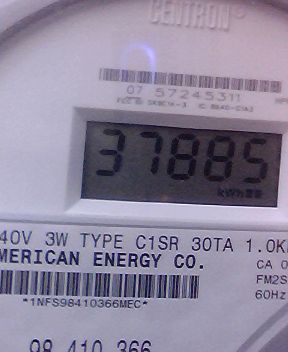 CENTRON®
07 57245311
37885
kWh
40V 3W TYPE C1SR 30TA 1.0K
MERICAN ENERGY CO.
CA 0
FM2S
*1NFS98410366MEC*
60Hz
98 410 366